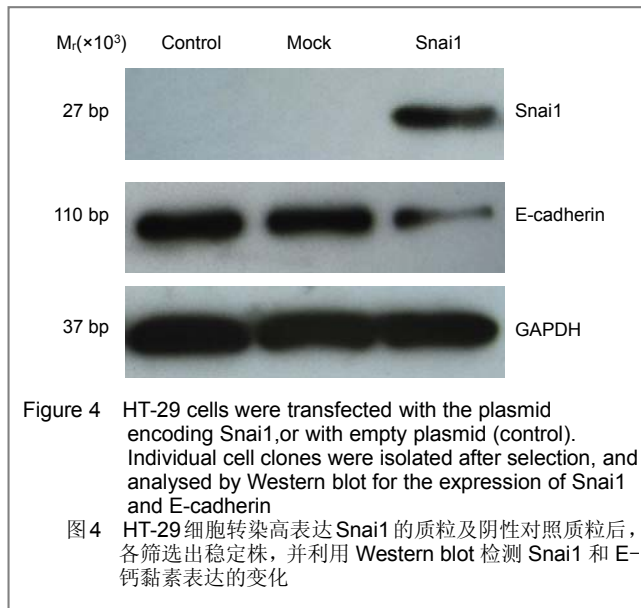 Mr(×10³) Control Mock Snai1
27 bp Snai1
110 bp E-cadherin
37 bp GAPDH
Figure 4 HT-29 cells were transfected with the plasmid
encoding Snai1,or with empty plasmid (control).
Individual cell clones were isolated after selection, and
analysed by Western blot for the expression of Snai1
and E-cadherin
图4 HT-29细胞转染高表达Snai1的质粒及阴性对照质粒后，
各筛选出稳定株，并利用 Western blot 检测 Snai1 和 E-
钙黏素表达的变化